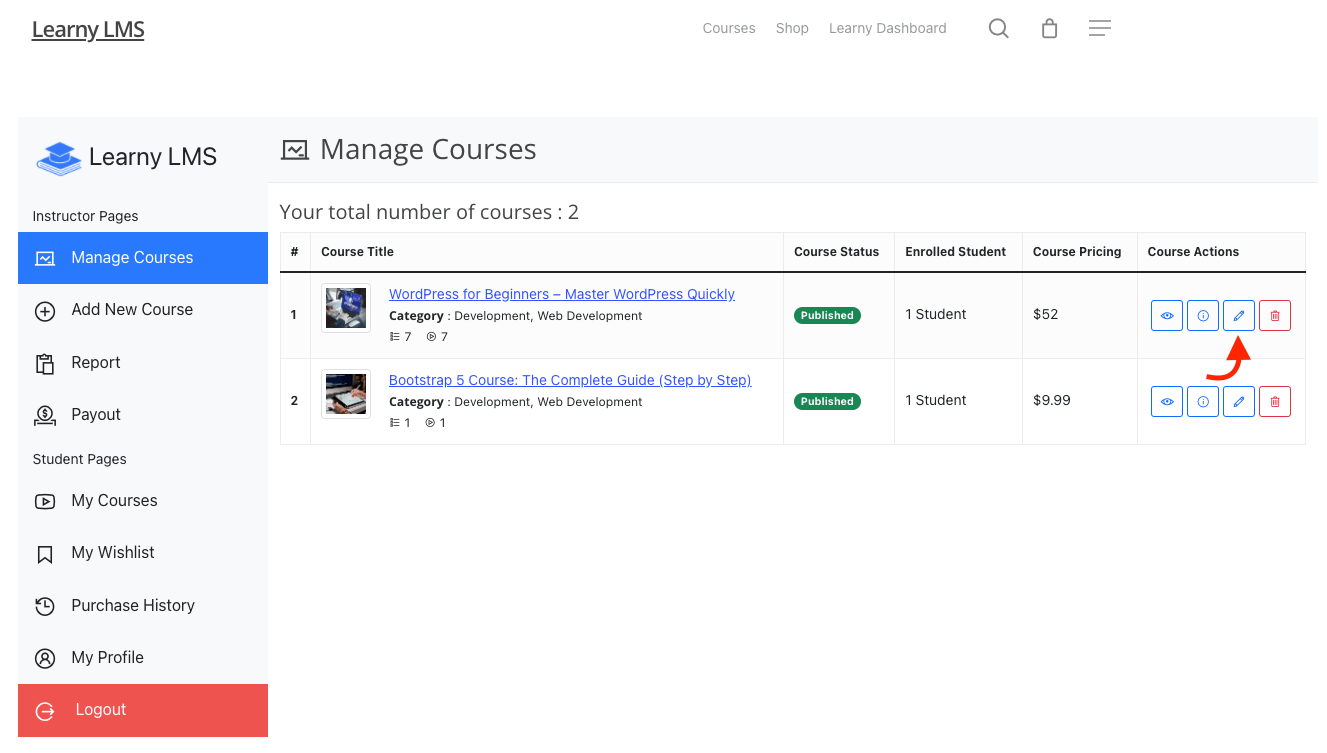 Learny LMS
Courses Shop Learny Dashboard
Learny LMS
Instructor Pages
Manage Courses
Add New Course
Report
Payout
Student Pages
My Courses
My Wishlist
Purchase History
My Profile
Logout
Manage Courses
Your total number of courses : 2
# Course Title Course Status Enrolled Student Course Pricing Course Actions
1 WordPress for Beginners – Master WordPress Quickly Published 1 Student $52
Category : Development, Web Development
7 7
2 Bootstrap 5 Course: The Complete Guide (Step by Step) Published 1 Student $9.99
Category : Development, Web Development
1 1